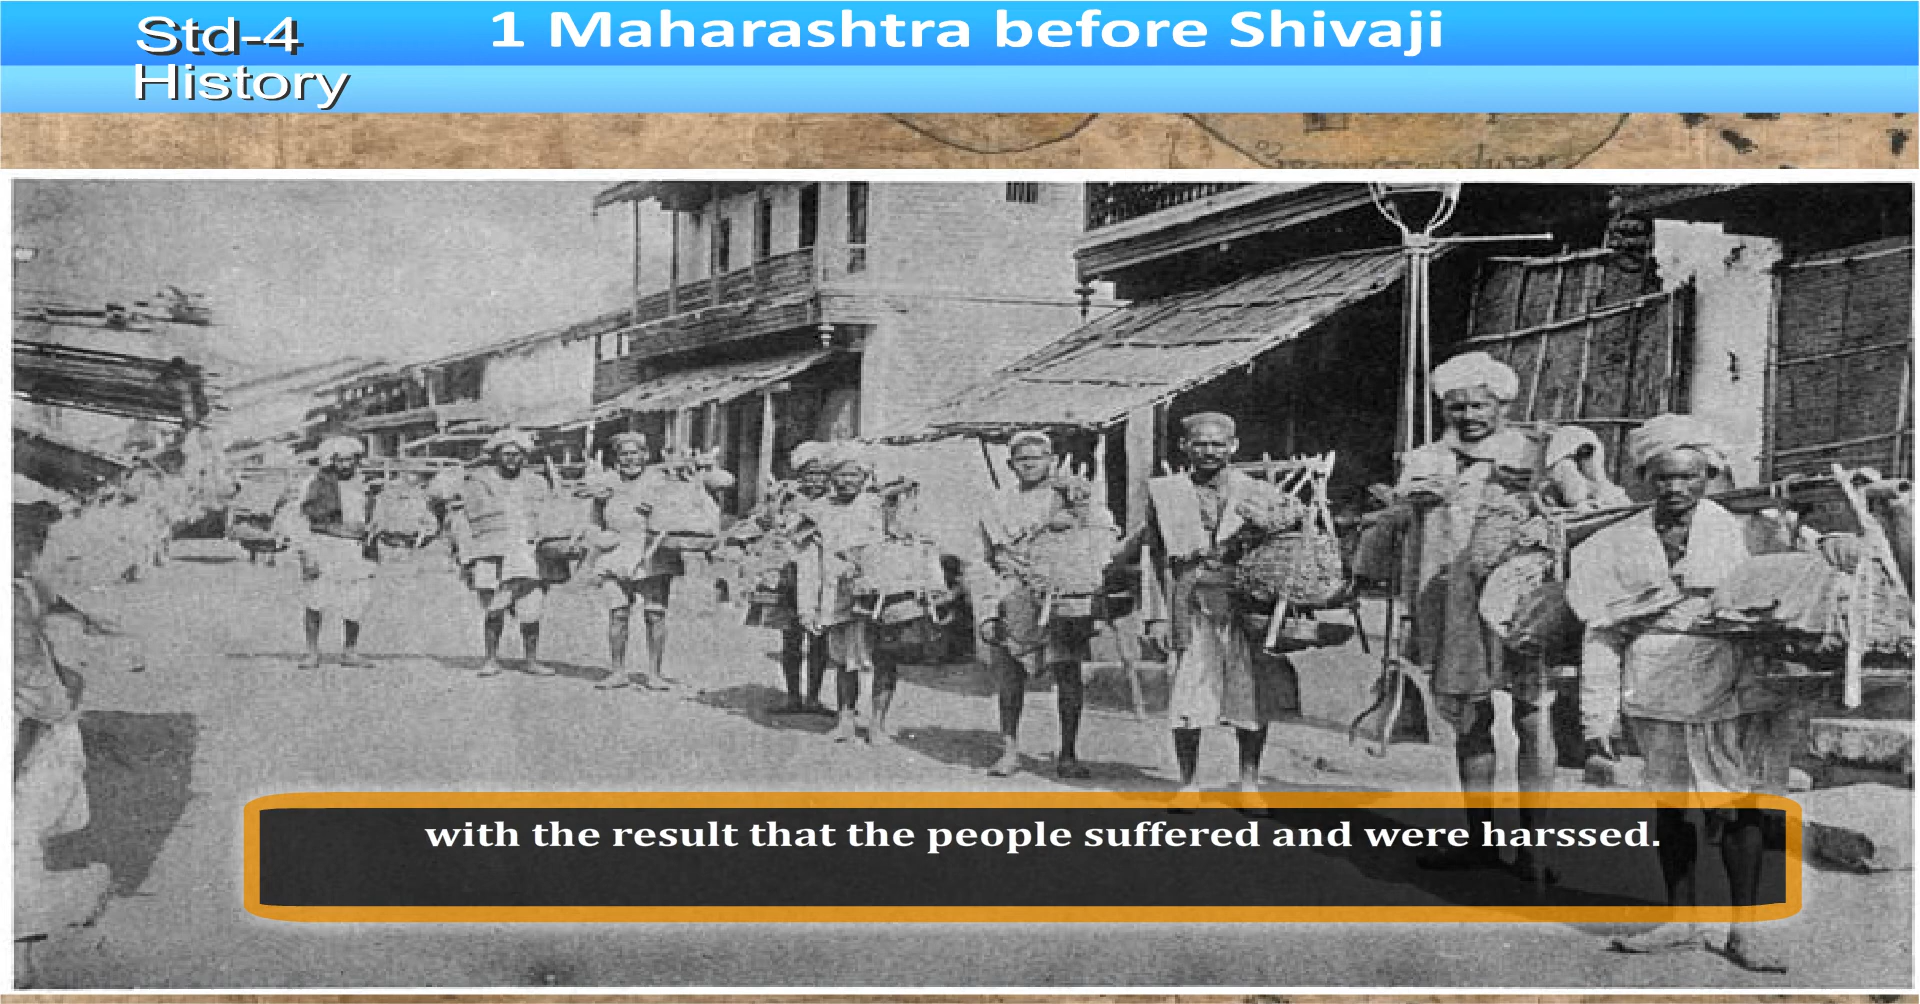 Std-4
History
1 Maharashtra before Shivaji
with the result that the people suffered and were harssed.